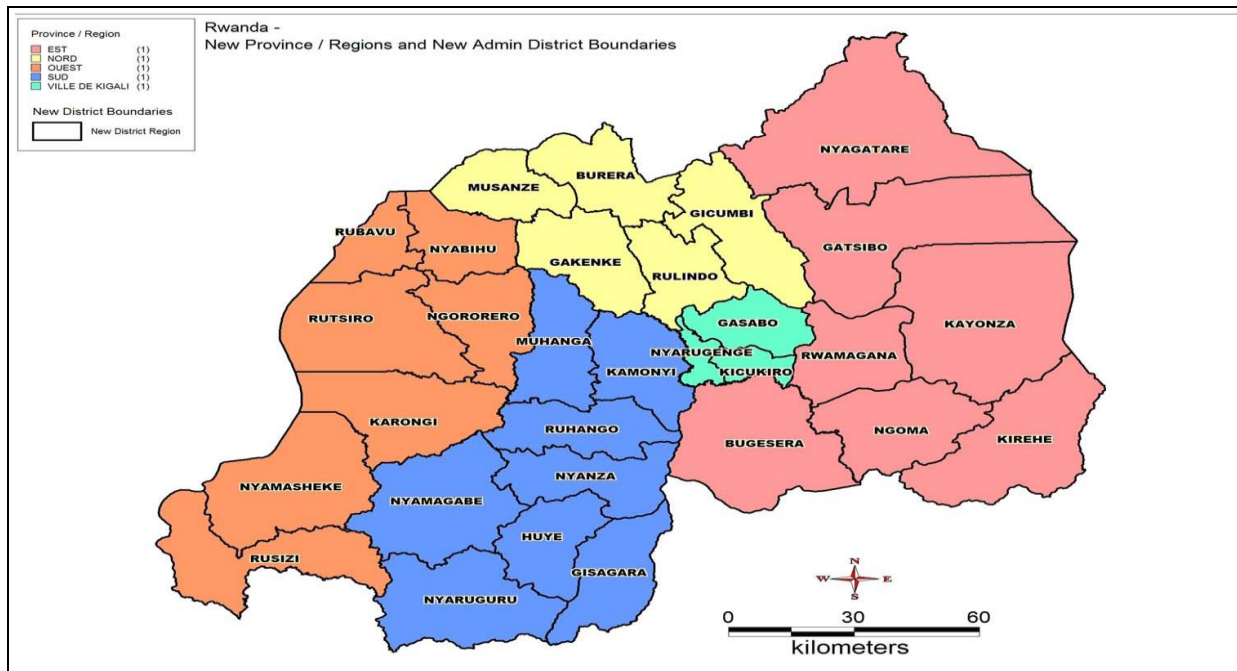 Province / Region
EST (1)
NORD (1)
OUEST (1)
SUD (1)
VILLE DE KIGALI (1)
New District Boundaries
New District Region
Rwanda -
New Province / Regions and New Admin District Boundaries
NYAGATARE
BURERA
MUSANZE
GICUMBI
RUBAVU
NYABIHU
GATSIBO
GAKENKE
RULINDO
RUTSIRO
NGORORERO
GASABO
KAYONZA
MUHANGA
NYARUGENGE
RWAMAGANA
KAMONYI
KICUKIRO
KARONGI
RUHANGO
NGOMA
BUGESERA
KIREHE
NYANZA
NYAMASHEKE
NYAMAGABE
HUYE
RUSIZI
GISAGARA
NYARUGURU
N
W E
S
0 30 60
kilometers